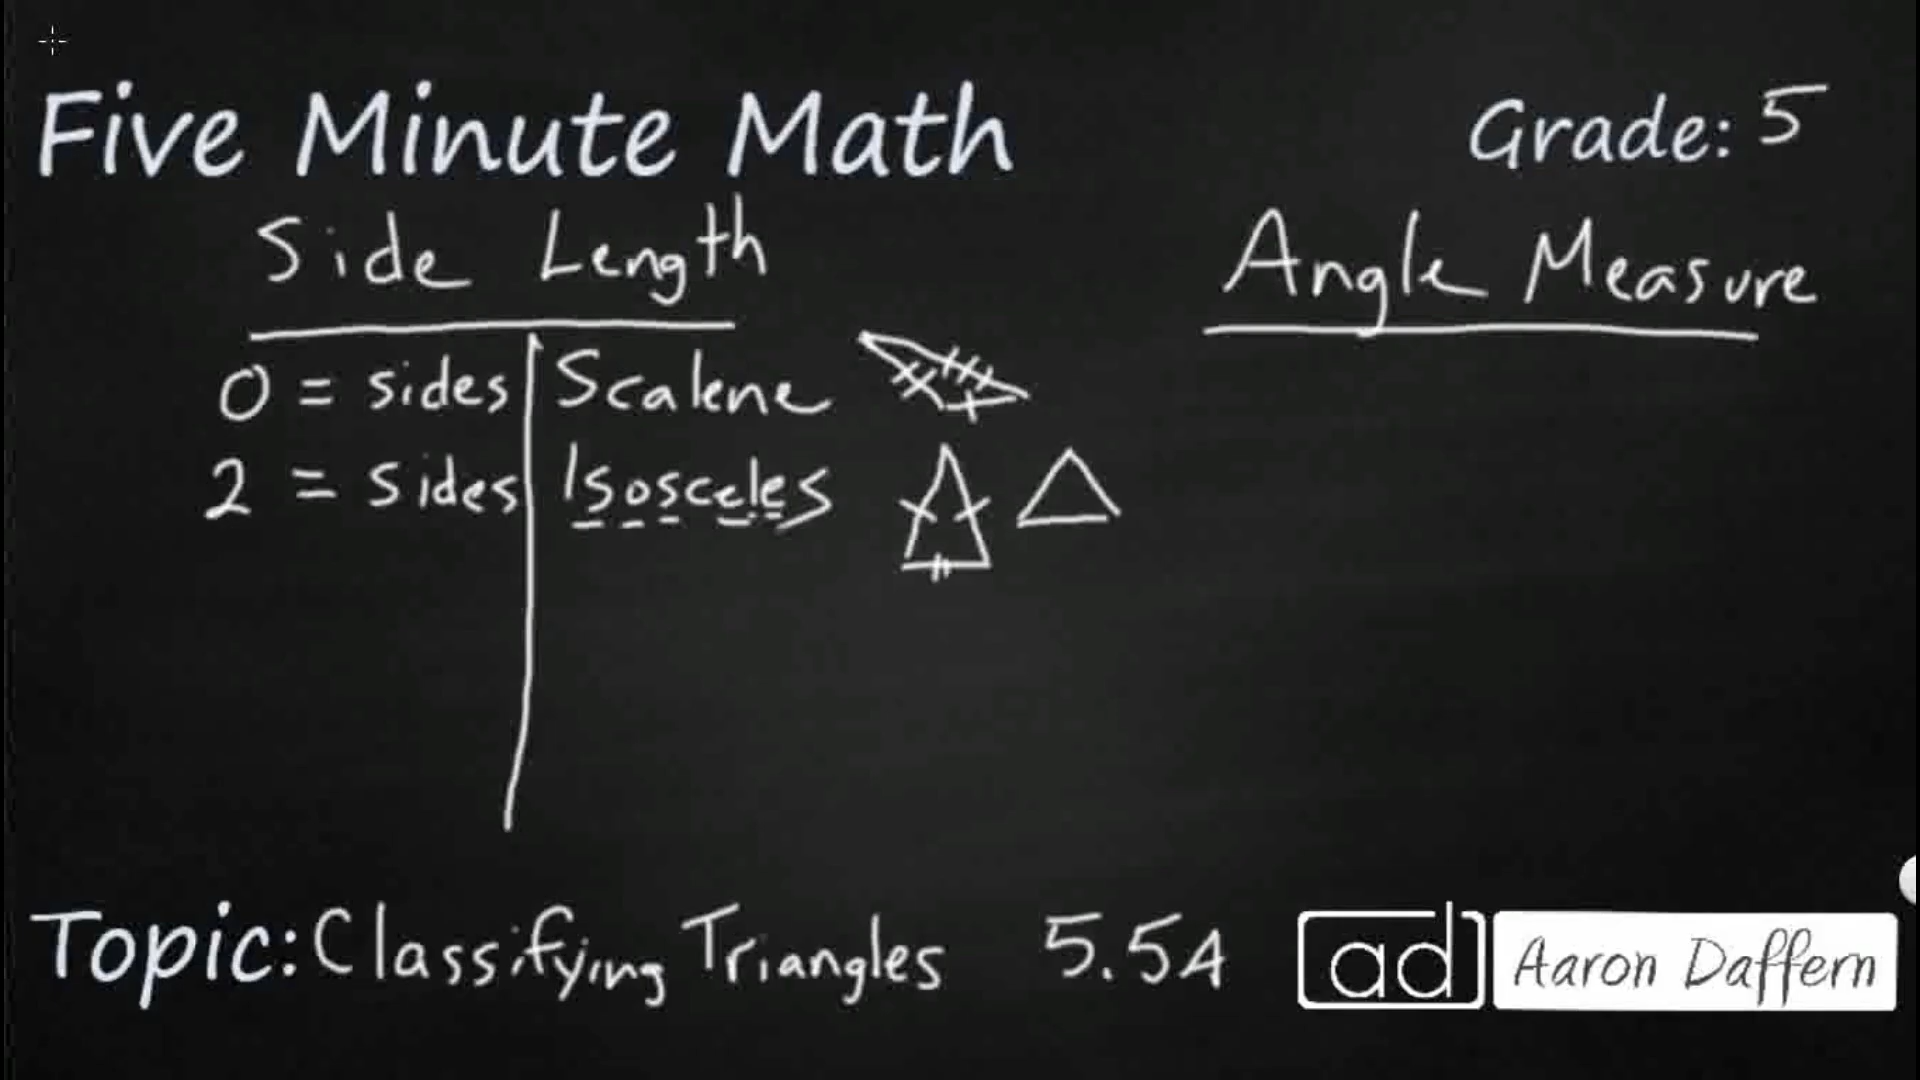 Five Minute Math
Grade: 5
Side Length
Angle Measure
0 = sides Scalene
2 = sides Isosceles
Topic: Classifying Triangles 5.5A
ad Aaron Daffern